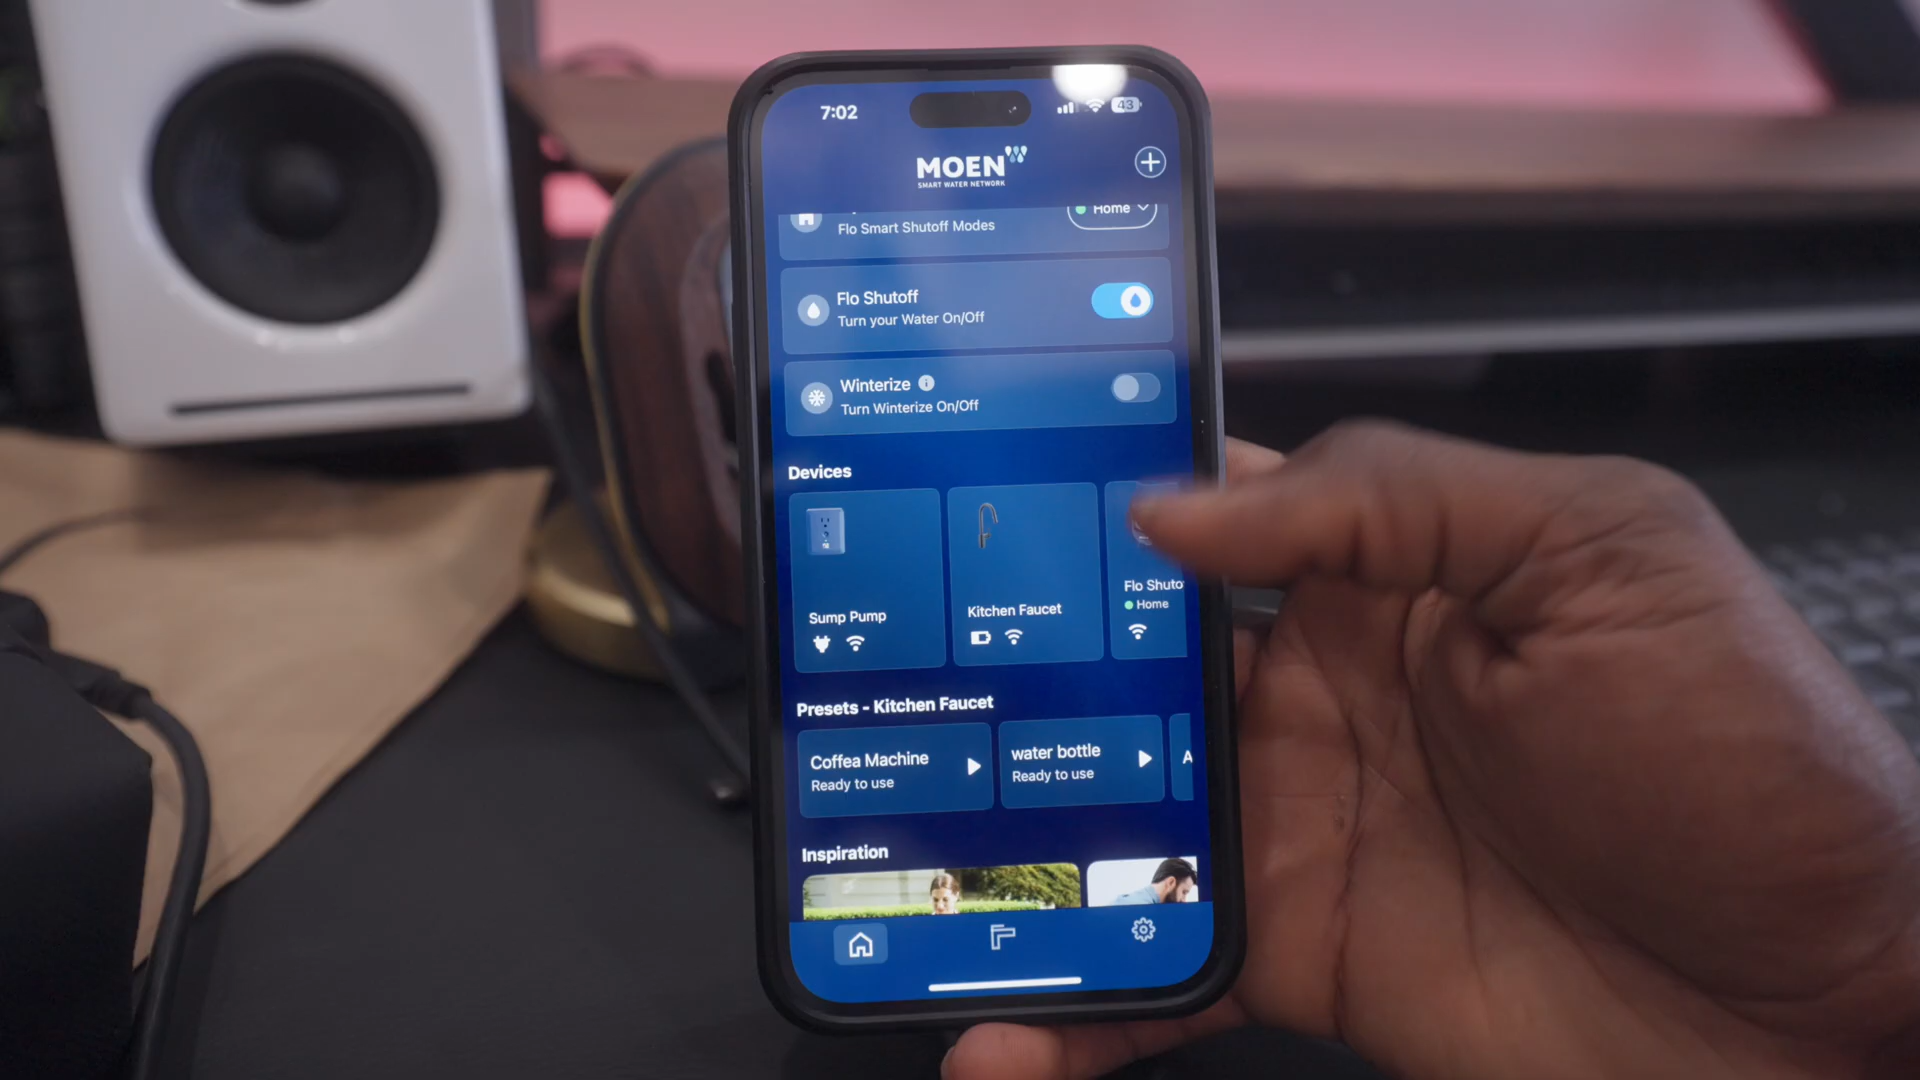 7:02
43
MOEN
SMART WATER NETWORK
Home
Flo Smart Shutoff Modes
Flo Shutoff
Turn your Water On/Off
Winterize
Turn Winterize On/Off
Devices
Sump Pump
Kitchen Faucet
Flo Shuto
Home
Presets - Kitchen Faucet
Coffea Machine
Ready to use
water bottle
Ready to use
A
Inspiration